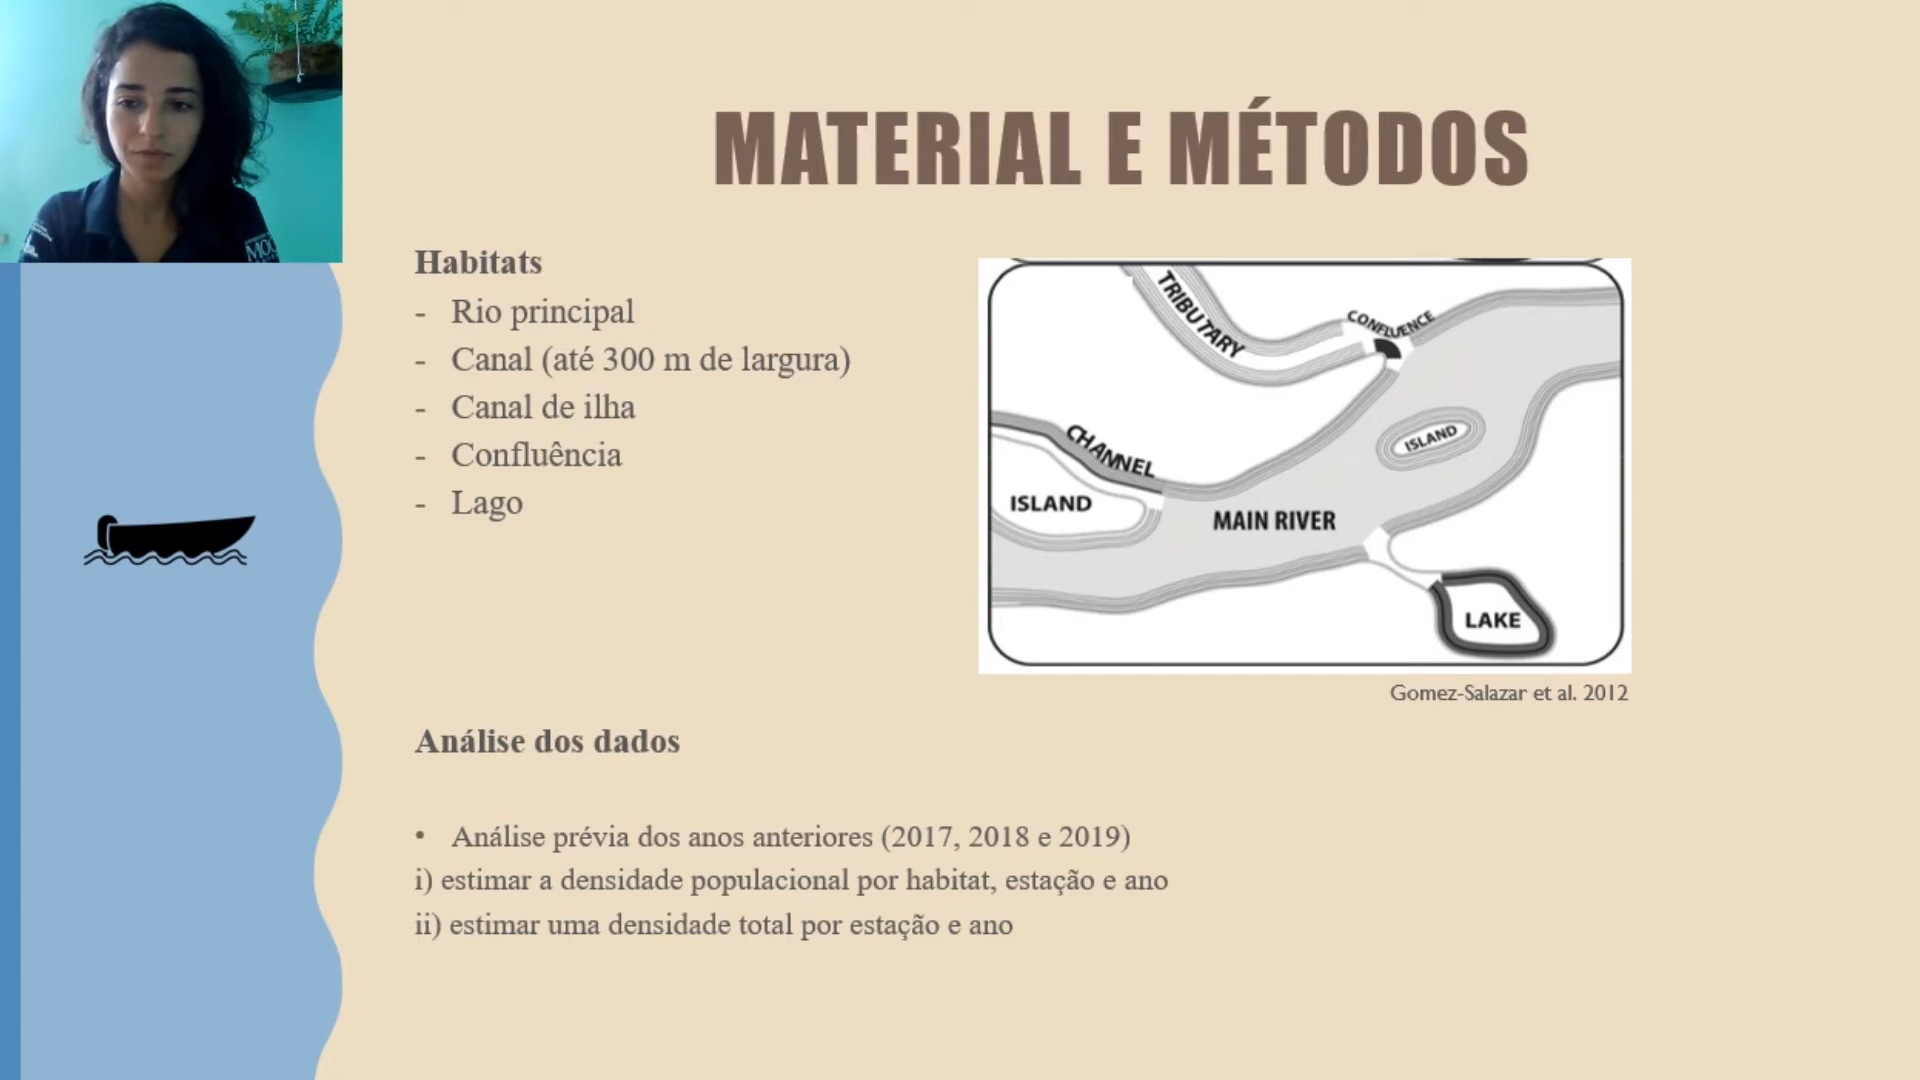 MATERIAL E MÉTODOS
Habitats
- Rio principal
- Canal (até 300 m de largura)
- Canal de ilha
- Confluência
- Lago
TRIBUTARY
CONFLUENCE
CHANNEL
ISLAND
ISLAND
MAIN RIVER
LAKE
Gomez-Salazar et al. 2012
Análise dos dados
• Análise prévia dos anos anteriores (2017, 2018 e 2019)
i) estimar a densidade populacional por habitat, estação e ano
ii) estimar uma densidade total por estação e ano